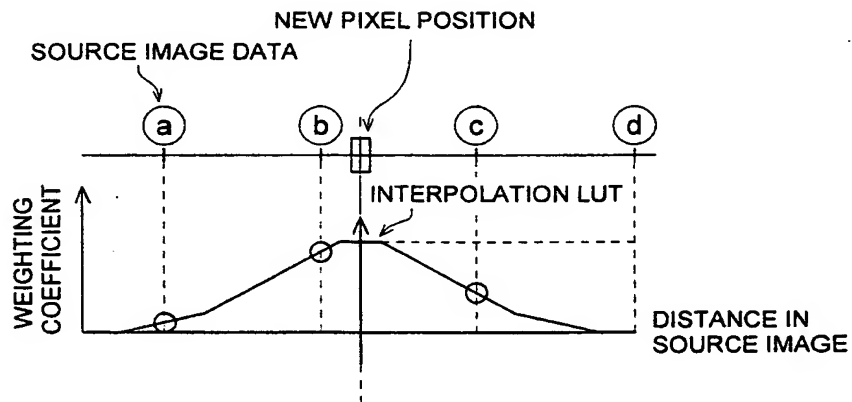 NEW PIXEL POSITION
SOURCE IMAGE DATA
a b c d
INTERPOLATION LUT
WEIGHTING
COEFFICIENT
DISTANCE IN
SOURCE IMAGE